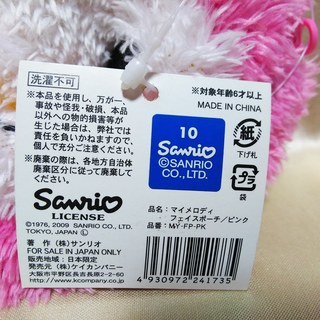 洗濯不可
※本品を使用し、万が一、
事故や怪我・破損、本品
以外への物的損害等が
生じた場合は、弊社では
責任を負いかねますので、
個人で充分ご注意ください。
※廃棄の際は、各地方自治体
廃棄区分に従って廃棄して
ください。
Sanrio
LICENSE
©1976, 2009 SANRIO CO., LTD.
TOKYO, JAPAN Ⓛ
著 作 (株)サンリオ
FOR SALE IN JAPAN ONLY
販売地域：日本限定
発売元 (株)ケイカンパニー
大阪市平野区長吉長原2-2-60
http://www.kcompany.co.jp
※対象年齢6才以上
MADE IN CHINA
10
Sanrio
©SANRIO
CO., LTD.
紙
下げ札
プラ
袋
品名：マイメロディ
フェイスポーチ/ピンク
品番：MY-FP-PK
4 930972 241735